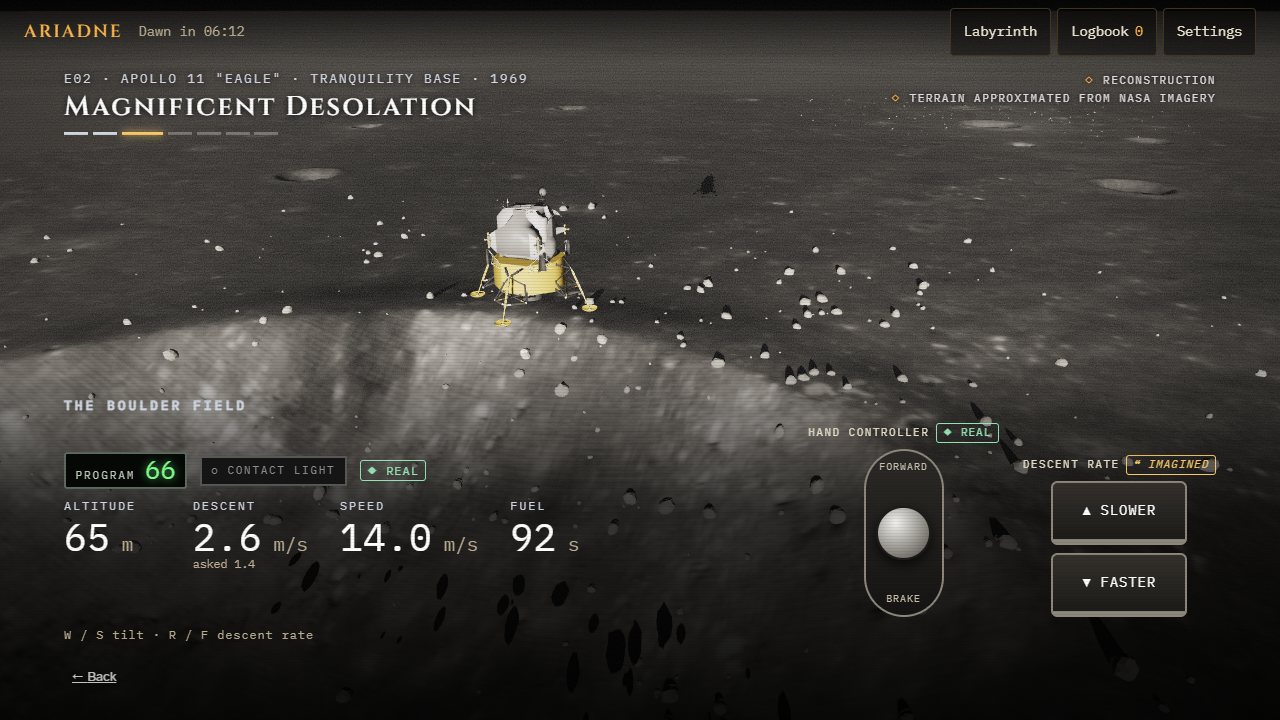 ARIADNE Dawn in 06:12 Labyrinth Logbook 0 Settings
E02 · APOLLO 11 "EAGLE" · TRANQUILITY BASE · 1969
Magnificent Desolation
◇ RECONSTRUCTION
◇ TERRAIN APPROXIMATED FROM NASA IMAGERY
THE BOULDER FIELD
PROGRAM 66 ○ CONTACT LIGHT ◆ REAL
ALTITUDE DESCENT SPEED FUEL
65 m 2.6 m/s 14.0 m/s 92 s
asked 1.4
W / S tilt · R / F descent rate
← Back
HAND CONTROLLER ◆ REAL
FORWARD
BRAKE
DESCENT RATE ❝ IMAGINED
▲ SLOWER
▼ FASTER